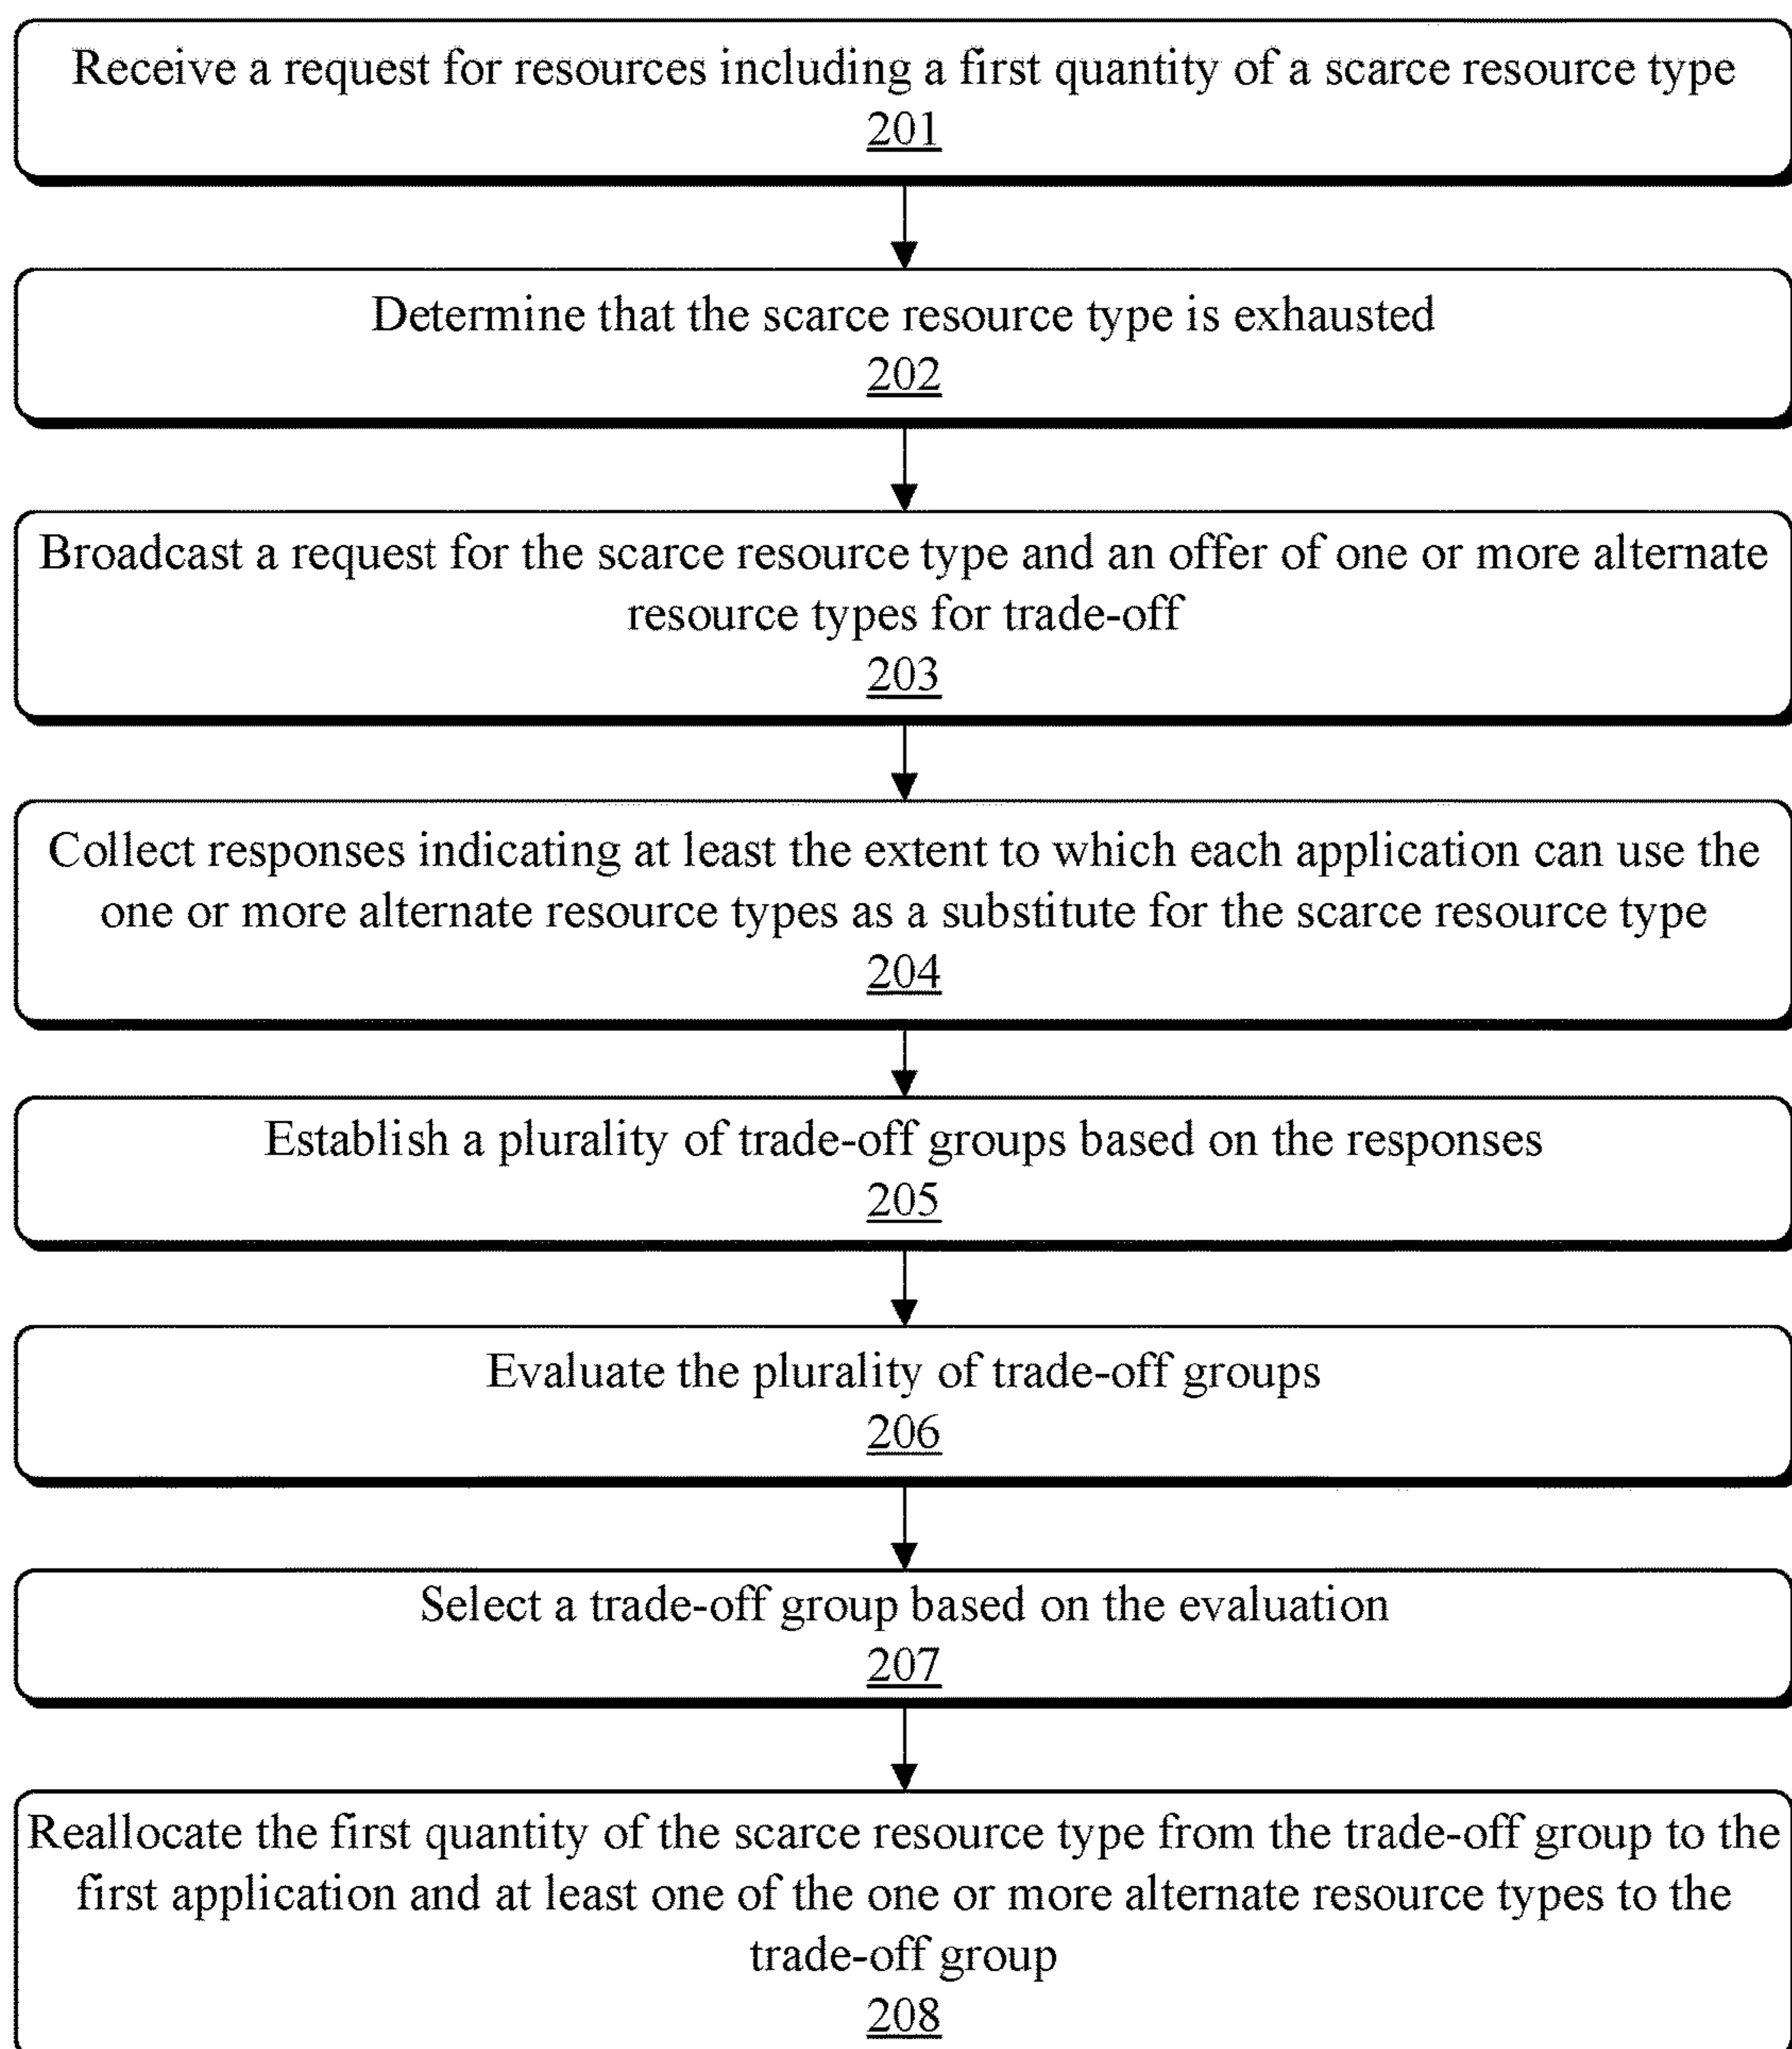 Receive a request for resources including a first quantity of a scarce resource type
201
Determine that the scarce resource type is exhausted
202
Broadcast a request for the scarce resource type and an offer of one or more alternate
resource types for trade-off
203
Collect responses indicating at least the extent to which each application can use the
one or more alternate resource types as a substitute for the scarce resource type
204
Establish a plurality of trade-off groups based on the responses
205
Evaluate the plurality of trade-off groups
206
Select a trade-off group based on the evaluation
207
Reallocate the first quantity of the scarce resource type from the trade-off group to the
first application and at least one of the one or more alternate resource types to the
trade-off group
208